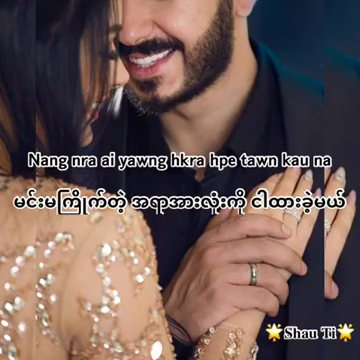 Nang nra ai yawng hkra hpe tawn kau na
မင်းမကြိုက်တဲ့ အရာအားလုံးကို ငါထားခဲ့မယ်
🌟Shau Ti🌟